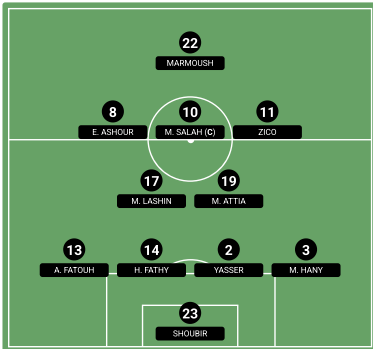 22
MARMOUSH
8 10 11
E. ASHOUR M. SALAH (C) ZICO
17 19
M. LASHIN M. ATTIA
13 14 2 3
A. FATOUH H. FATHY YASSER M. HANY
23
SHOUBIR